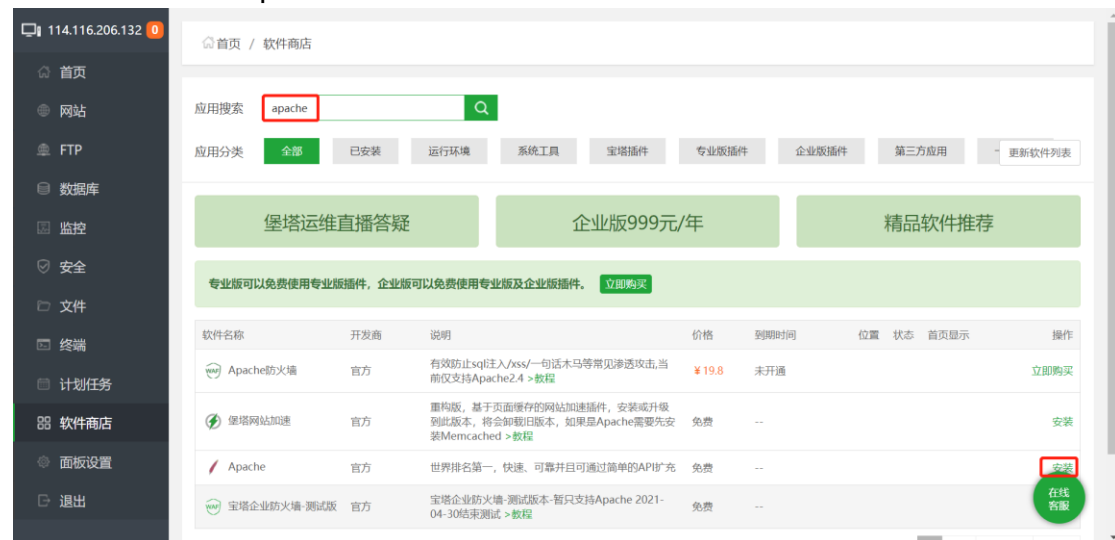 114.116.206.132 0
首页 / 软件商店
首页
网站
FTP
数据库
监控
安全
文件
终端
计划任务
软件商店
面板设置
退出
应用搜索 apache
应用分类 全部 已安装 运行环境 系统工具 宝塔插件 专业版插件 企业版插件 第三方应用 更新软件列表
堡塔运维直播答疑 企业版999元/年 精品软件推荐
专业版可以免费使用专业版插件，企业版可以免费使用专业版及企业版插件。 立即购买
软件名称 开发商 说明 价格 到期时间 位置 状态 首页显示 操作
Apache防火墙 官方 有效防止sql注入/xss/一句话木马等常见渗透攻击,当
前仅支持Apache2.4 >教程 ¥ 19.8 未开通 立即购买
堡塔网站加速 官方 重构版，基于页面缓存的网站加速插件，安装或升级
到此版本，将会卸载旧版本，如果是Apache需要先安
装Memcached >教程 免费 -- 安装
Apache 官方 世界排名第一，快速、可靠并且可通过简单的API扩充 免费 -- 安装
宝塔企业防火墙-测试版 官方 宝塔企业防火墙-测试版本-暂只支持Apache 2021-
04-30结束测试 >教程 免费 --
在线
客服